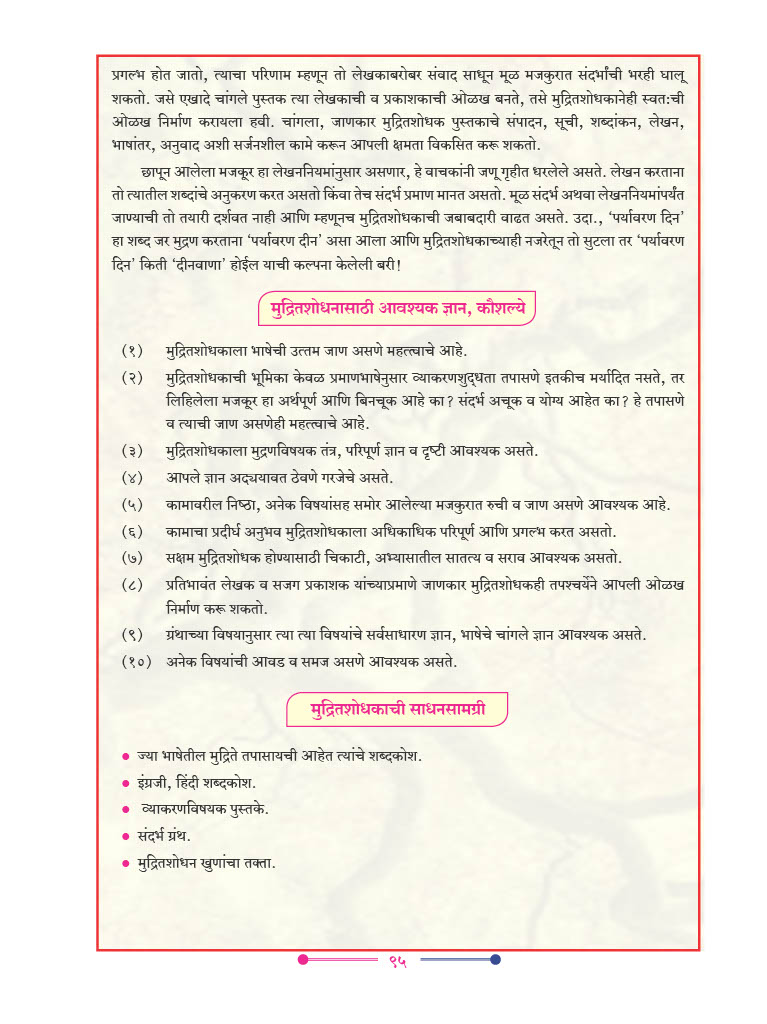 प्रगल्भ होत जातो, त्याचा परिणाम म्हणून तो लेखकाबरोबर संवाद साधून मूळ मजकुरात संदर्भांची भरही घालू
शकतो. जसे एखादे चांगले पुस्तक त्या लेखकाची व प्रकाशकाची ओळख बनते, तसे मुद्रितशोधकानेही स्वत:ची
ओळख निर्माण करायला हवी. चांगला, जाणकार मुद्रितशोधक पुस्तकाचे संपादन, सूची, शब्दांकन, लेखन,
भाषांतर, अनुवाद अशी सर्जनशील कामे करून आपली क्षमता विकसित करू शकतो.
छापून आलेला मजकूर हा लेखननियमांनुसार असणार, हे वाचकांनी जणू गृहीत धरलेले असते. लेखन करताना
तो त्यातील शब्दांचे अनुकरण करत असतो किंवा तेच संदर्भ प्रमाण मानत असतो. मूळ संदर्भ अथवा लेखननियमांपर्यंत
जाण्याची तो तयारी दर्शवत नाही आणि म्हणूनच मुद्रितशोधकाची जबाबदारी वाढत असते. उदा., ‘पर्यावरण दिन’
हा शब्द जर मुद्रण करताना ‘पर्यावरण दीन’ असा आला आणि मुद्रितशोधकाच्याही नजरेतून तो सुटला तर ‘पर्यावरण
दिन’ किती ‘दीनवाणा’ होईल याची कल्पना केलेली बरी!
मुद्रितशोधनासाठी आवश्यक ज्ञान, कौशल्ये
(१) मुद्रितशोधकाला भाषेची उत्तम जाण असणे महत्त्वाचे आहे.
(२) मुद्रितशोधकाची भूमिका केवळ प्रमाणभाषेनुसार व्याकरणशुद्धता तपासणे इतकीच मर्यादित नसते, तर
लिहिलेला मजकूर हा अर्थपूर्ण आणि बिनचूक आहे का? संदर्भ अचूक व योग्य आहेत का? हे तपासणे
व त्याची जाण असणेही महत्त्वाचे आहे.
(३) मुद्रितशोधकाला मुद्रणविषयक तंत्र, परिपूर्ण ज्ञान व दृष्टी आवश्यक असते.
(४) आपले ज्ञान अद्ययावत ठेवणे गरजेचे असते.
(५) कामावरील निष्ठा, अनेक विषयांसह समोर आलेल्या मजकुरात रुची व जाण असणे आवश्यक आहे.
(६) कामाचा प्रदीर्घ अनुभव मुद्रितशोधकाला अधिकाधिक परिपूर्ण आणि प्रगल्भ करत असतो.
(७) सक्षम मुद्रितशोधक होण्यासाठी चिकाटी, अभ्यासातील सातत्य व सराव आवश्यक असतो.
(८) प्रतिभावंत लेखक व सजग प्रकाशक यांच्याप्रमाणे जाणकार मुद्रितशोधकही तपश्चर्येने आपली ओळख
निर्माण करू शकतो.
(९) ग्रंथाच्या विषयानुसार त्या त्या विषयांचे सर्वसाधारण ज्ञान, भाषेचे चांगले ज्ञान आवश्यक असते.
(१०) अनेक विषयांची आवड व समज असणे आवश्यक असते.
मुद्रितशोधकाची साधनसामग्री
● ज्या भाषेतील मुद्रिते तपासायची आहेत त्यांचे शब्दकोश.
● इंग्रजी, हिंदी शब्दकोश.
● व्याकरणविषयक पुस्तके.
● संदर्भ ग्रंथ.
● मुद्रितशोधन खुणांचा तक्ता.
९५